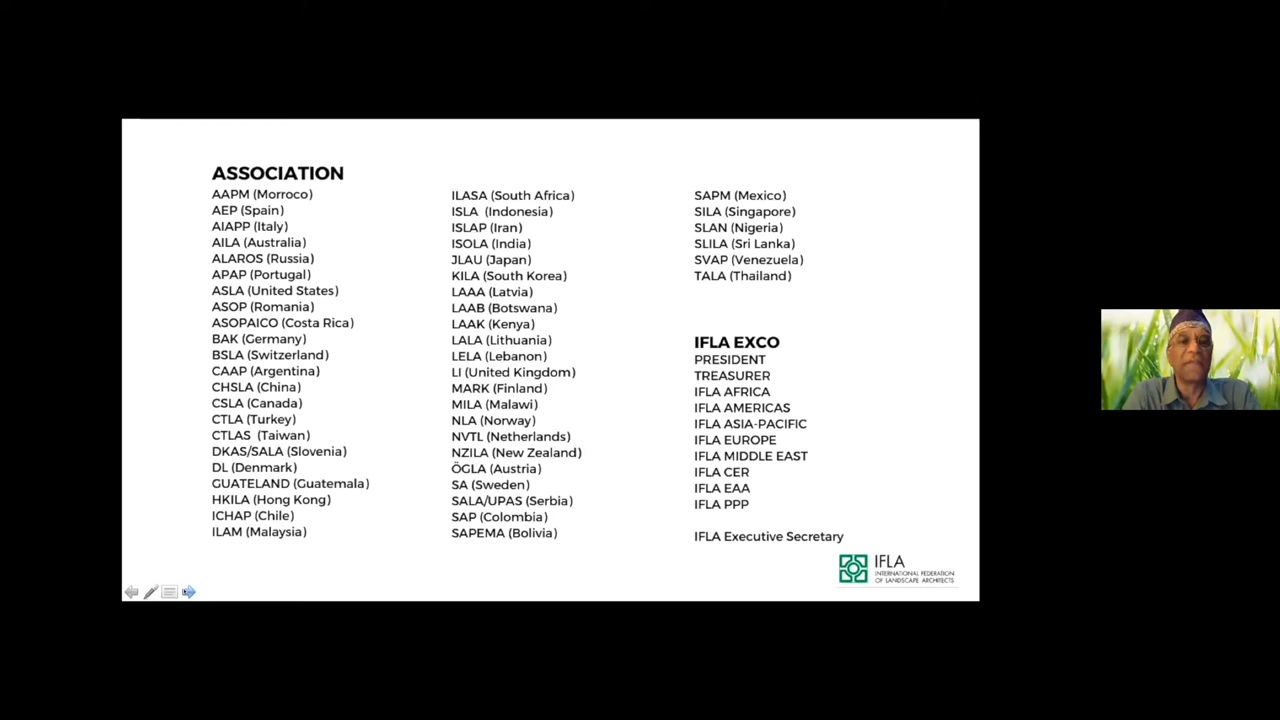 ASSOCIATION
AAPM (Morroco)
AEP (Spain)
AIAPP (Italy)
AILA (Australia)
ALAROS (Russia)
APAP (Portugal)
ASLA (United States)
ASOP (Romania)
ASOPAICO (Costa Rica)
BAK (Germany)
BSLA (Switzerland)
CAAP (Argentina)
CHSLA (China)
CSLA (Canada)
CTLA (Turkey)
CTLAS (Taiwan)
DKAS/SALA (Slovenia)
DL (Denmark)
GUATELAND (Guatemala)
HKILA (Hong Kong)
ICHAP (Chile)
ILAM (Malaysia)
ILASA (South Africa)
ISLA (Indonesia)
ISLAP (Iran)
ISOLA (India)
JLAU (Japan)
KILA (South Korea)
LAAA (Latvia)
LAAB (Botswana)
LAAK (Kenya)
LALA (Lithuania)
LELA (Lebanon)
LI (United Kingdom)
MARK (Finland)
MILA (Malawi)
NLA (Norway)
NVTL (Netherlands)
NZILA (New Zealand)
ÖGLA (Austria)
SA (Sweden)
SALA/UPAS (Serbia)
SAP (Colombia)
SAPEMA (Bolivia)
SAPM (Mexico)
SILA (Singapore)
SLAN (Nigeria)
SLILA (Sri Lanka)
SVAP (Venezuela)
TALA (Thailand)
IFLA EXCO
PRESIDENT
TREASURER
IFLA AFRICA
IFLA AMERICAS
IFLA ASIA-PACIFIC
IFLA EUROPE
IFLA MIDDLE EAST
IFLA CER
IFLA EAA
IFLA PPP
IFLA Executive Secretary
IFLA
INTERNATIONAL FEDERATION
OF LANDSCAPE ARCHITECTS